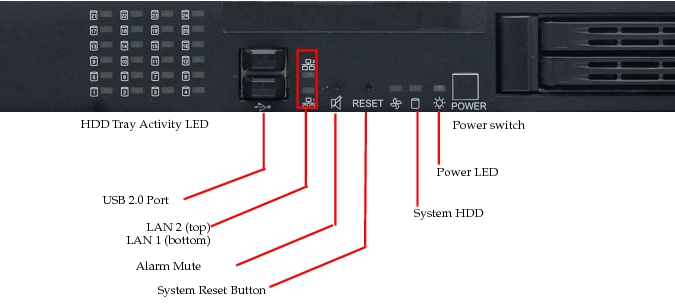 21 22 23 24
17 18 19 20
13 14 15 16
9 10 11 12
5 6 7 8
1 2 3 4
RESET
POWER
HDD Tray Activity LED
Power switch
Power LED
USB 2.0 Port
System HDD
LAN 2 (top)
LAN 1 (bottom)
Alarm Mute
System Reset Button